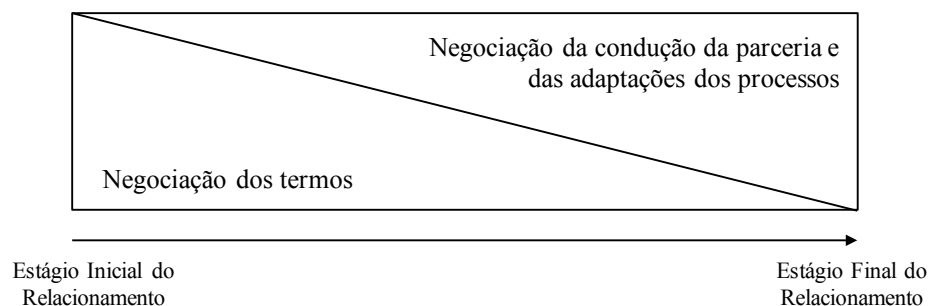 Negociação da condução da parceria e
das adaptações dos processos
Negociação dos termos
Estágio Inicial do
Relacionamento
Estágio Final do
Relacionamento